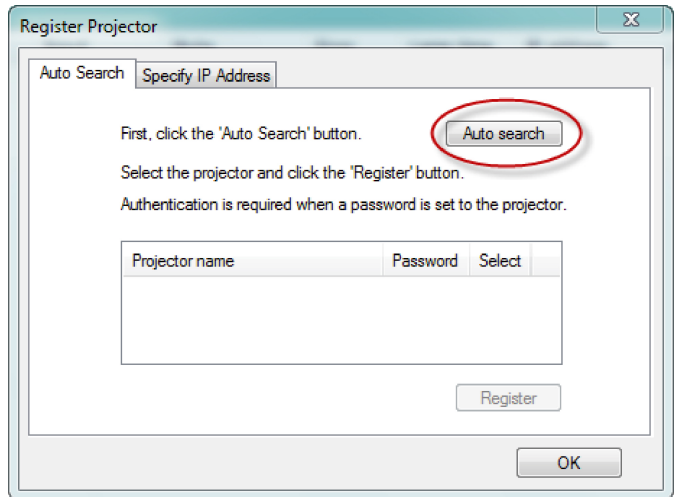 Register Projector
Auto Search Specify IP Address
First, click the 'Auto Search' button. Auto search
Select the projector and click the 'Register' button.
Authentication is required when a password is set to the projector.
Projector name Password Select
Register
OK